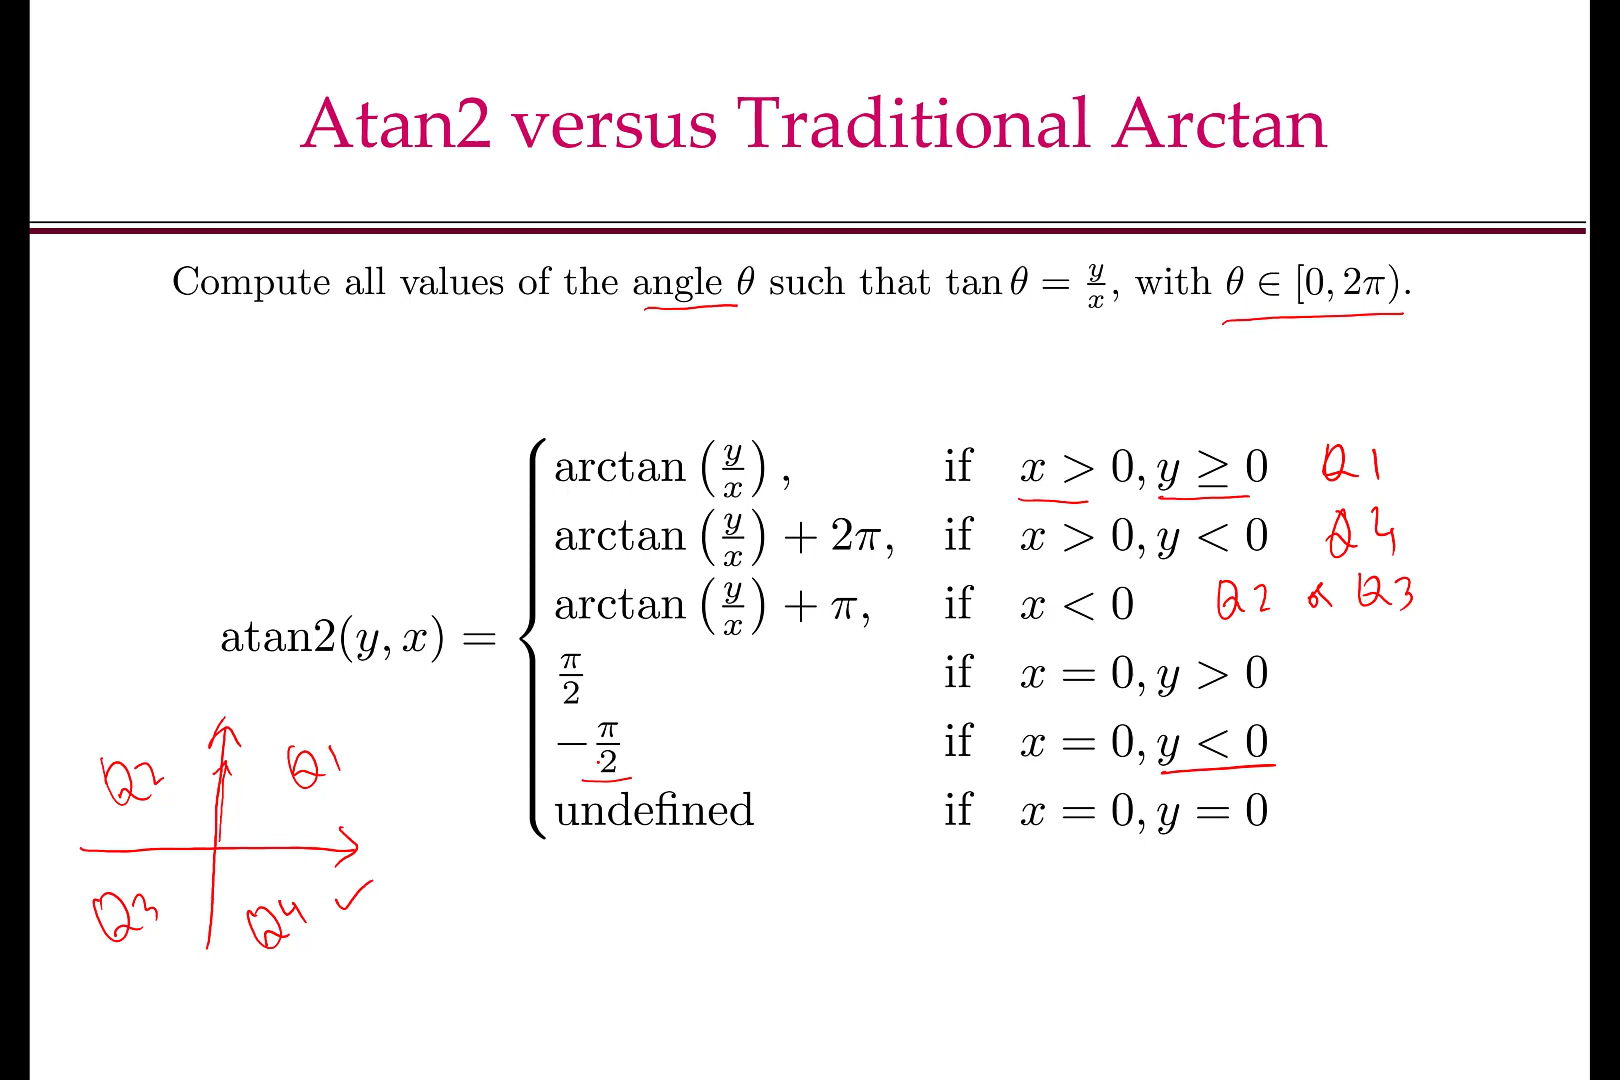 Atan2 versus Traditional Arctan
Compute all values of the angle θ such that tan θ = y/x, with θ ∈ [0, 2π).
atan2(y, x) =
arctan (y/x) , if x > 0, y ≥ 0 Q1
arctan (y/x) + 2π, if x > 0, y < 0 Q4
arctan (y/x) + π, if x < 0 Q2 & Q3
π/2 if x = 0, y > 0
−π/2 if x = 0, y < 0
undefined if x = 0, y = 0
Q2 Q1
Q3 Q4